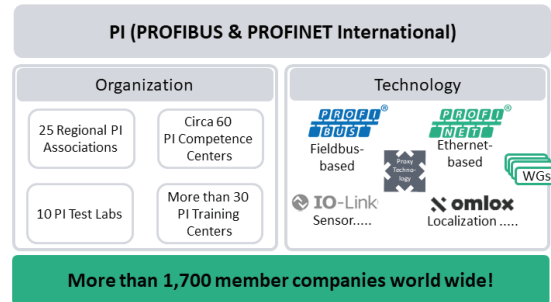 PI (PROFIBUS & PROFINET International)
Organization
25 Regional PI
Associations
Circa 60
PI Competence
Centers
10 PI Test Labs
More than 30
PI Training
Centers
Technology
PROFI®
BUS
Fieldbus-
based
PROFI®
NET
Ethernet-
based
Proxy
Techno-
logy
WGs
IO-Link
Sensor.....
omlox
Localization .....
More than 1,700 member companies world wide!